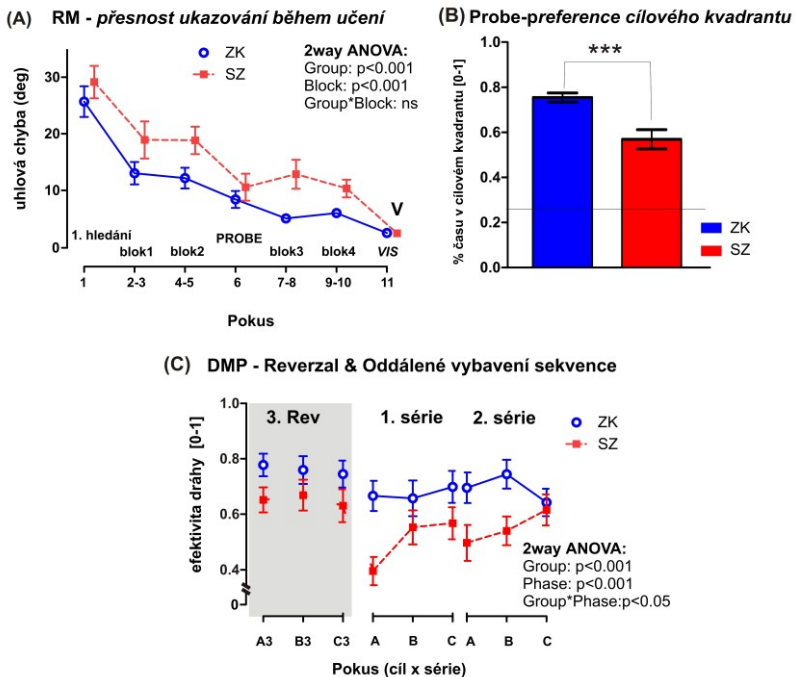 (A) RM - přesnost ukazování během učení
ZK
SZ
2way ANOVA:
Group: p<0.001
Block: p<0.001
Group*Block: ns
uhlová chyba (deg)
30
20
10
0
V
1. hledání
blok1
blok2
PROBE
blok3
blok4
VIS
1
2-3
4-5
6
7-8
9-10
11
Pokus
(B) Probe-preference cílového kvadrantu
% času v cílovém kvadrantu [0-1]
1.0
0.8
0.6
0.4
0.2
0.0
***
ZK
SZ
(C) DMP - Reverzal & Oddálené vybavení sekvence
efektivita dráhy [0-1]
1.0
0.8
0.6
0.4
0
3. Rev
1. série
2. série
ZK
SZ
2way ANOVA:
Group: p<0.001
Phase: p<0.001
Group*Phase:p<0.05
A3
B3
C3
A
B
C
A
B
C
Pokus (cíl x série)